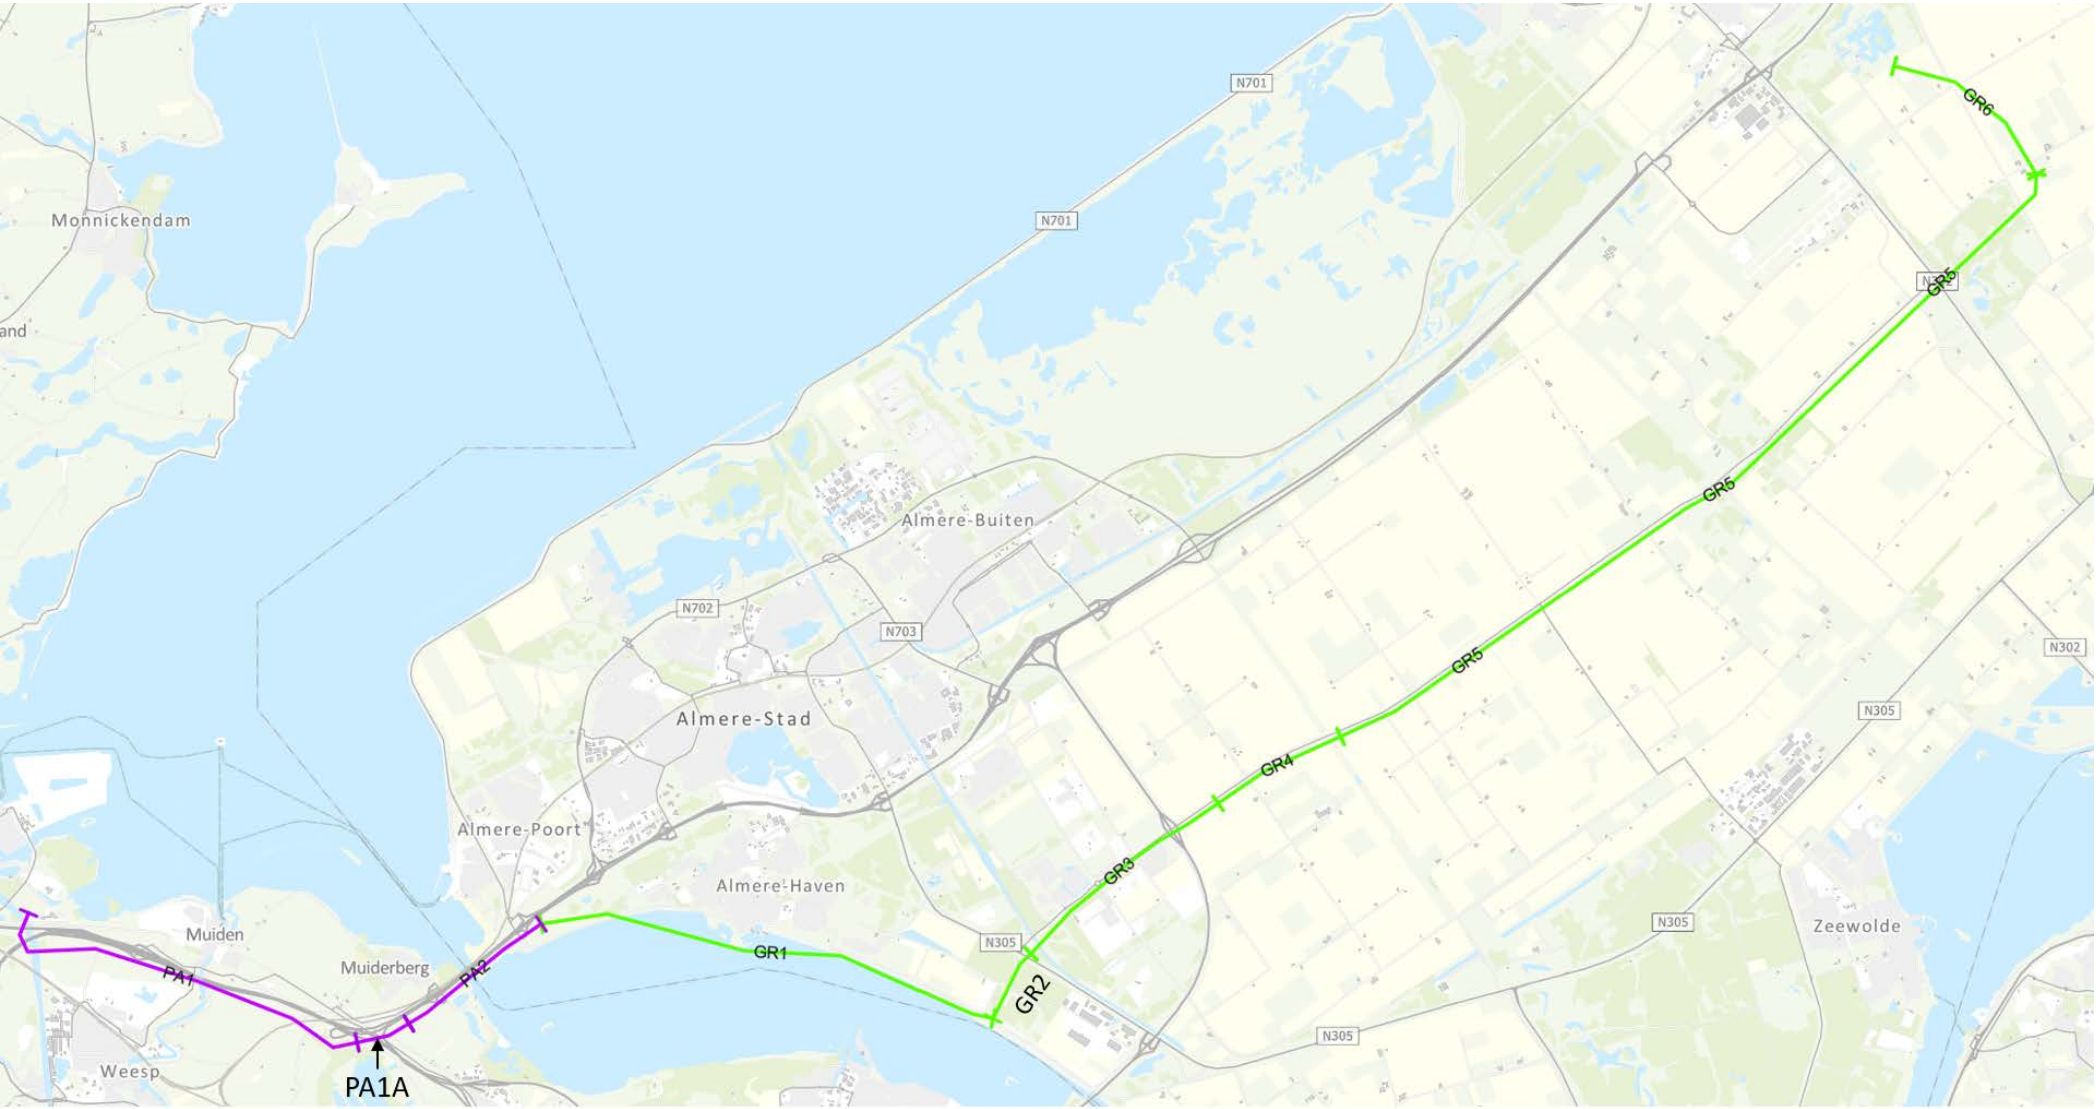 N701
GR6
N701
Monnickendam
and
GR5
GR5
Almere-Buiten
N702
N703
GR5
N302
Almere-Stad
N305
GR4
Almere-Poort
GR3
Almere-Haven
Muiden
N305
Zeewolde
N305
GR1
PA1
Muiderberg
PA2
GR2
N305
Weesp
PA1A